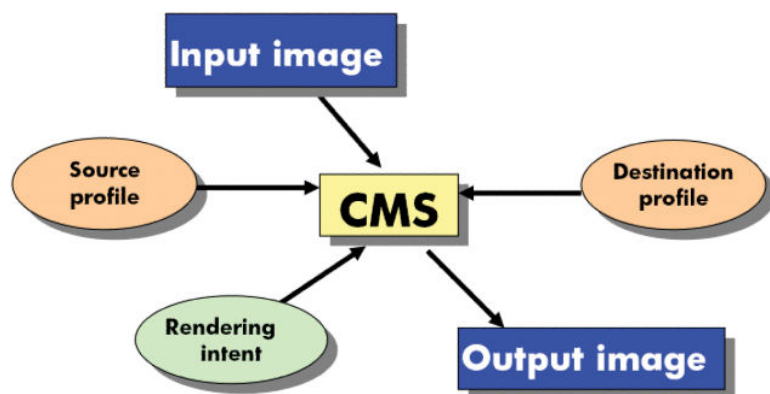 Input image
Source
profile
Destination
profile
CMS
Rendering
intent
Output image